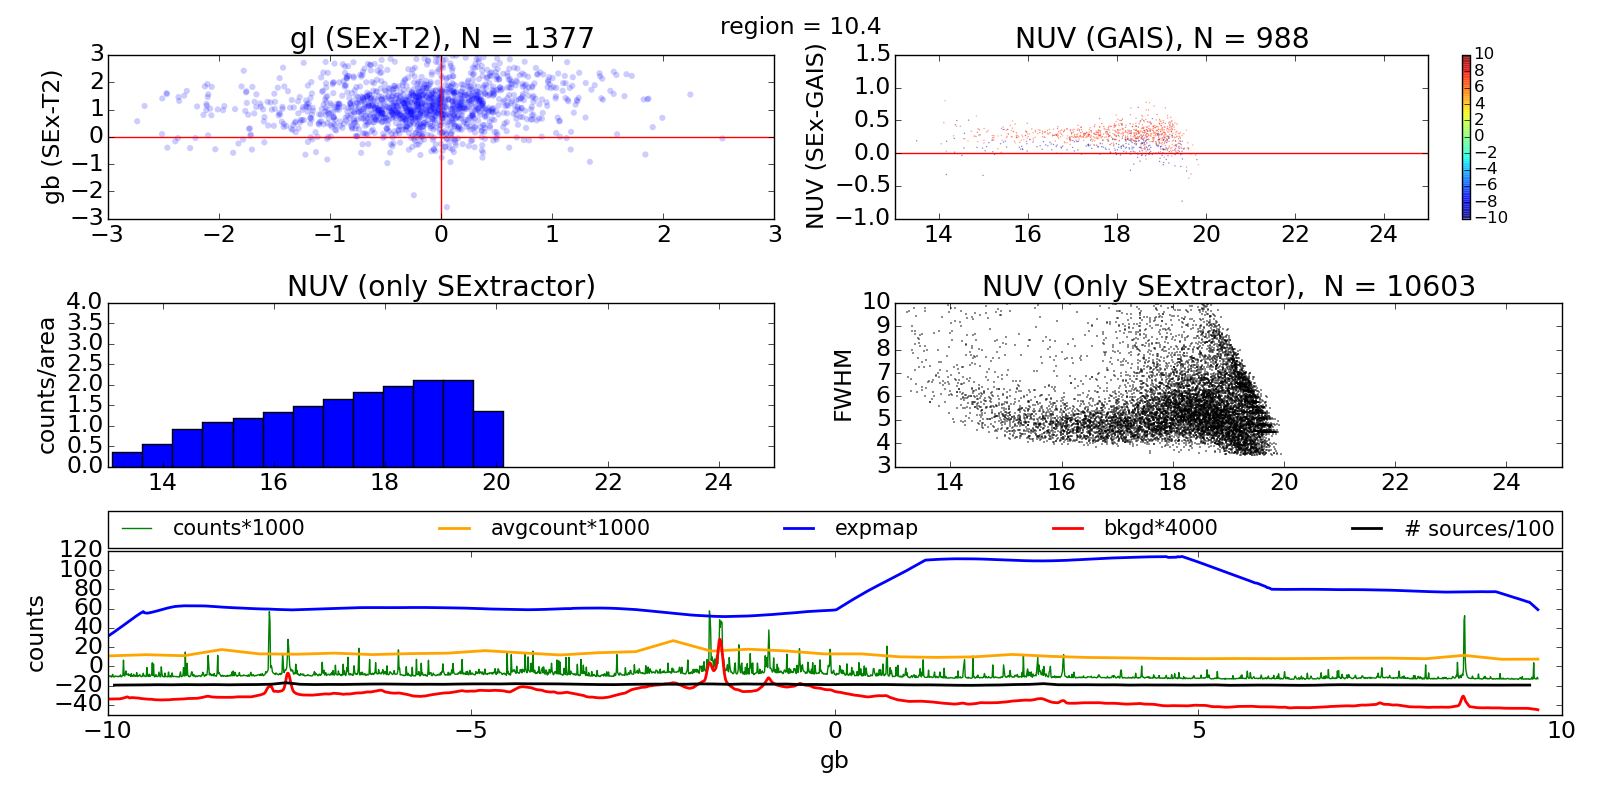 region = 10.4
gl (SEx-T2), N = 1377
gb (SEx-T2)
3
2
1
0
−1
−2
−3
−3 −2 −1 0 1 2 3
NUV (GAIS), N = 988
NUV (SEx-GAIS)
1.5
1.0
0.5
0.0
−0.5
−1.0
14 16 18 20 22 24
10
8
6
4
2
0
−2
−4
−6
−8
−10
NUV (only SExtractor)
counts/area
4.0
3.5
3.0
2.5
2.0
1.5
1.0
0.5
0.0
14 16 18 20 22 24
NUV (Only SExtractor), N = 10603
FWHM
10
9
8
7
6
5
4
3
14 16 18 20 22 24
counts*1000 avgcount*1000 expmap bkgd*4000 # sources/100
counts
120
100
80
60
40
20
0
−20
−40
−10 −5 0 5 10
gb